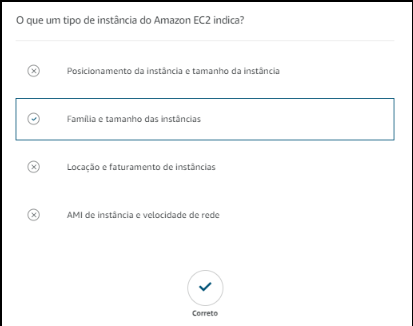 O que um tipo de instância do Amazon EC2 indica?
Posicionamento da instância e tamanho da instância
Família e tamanho das instâncias
Locação e faturamento de instâncias
AMI de instância e velocidade de rede
Correto